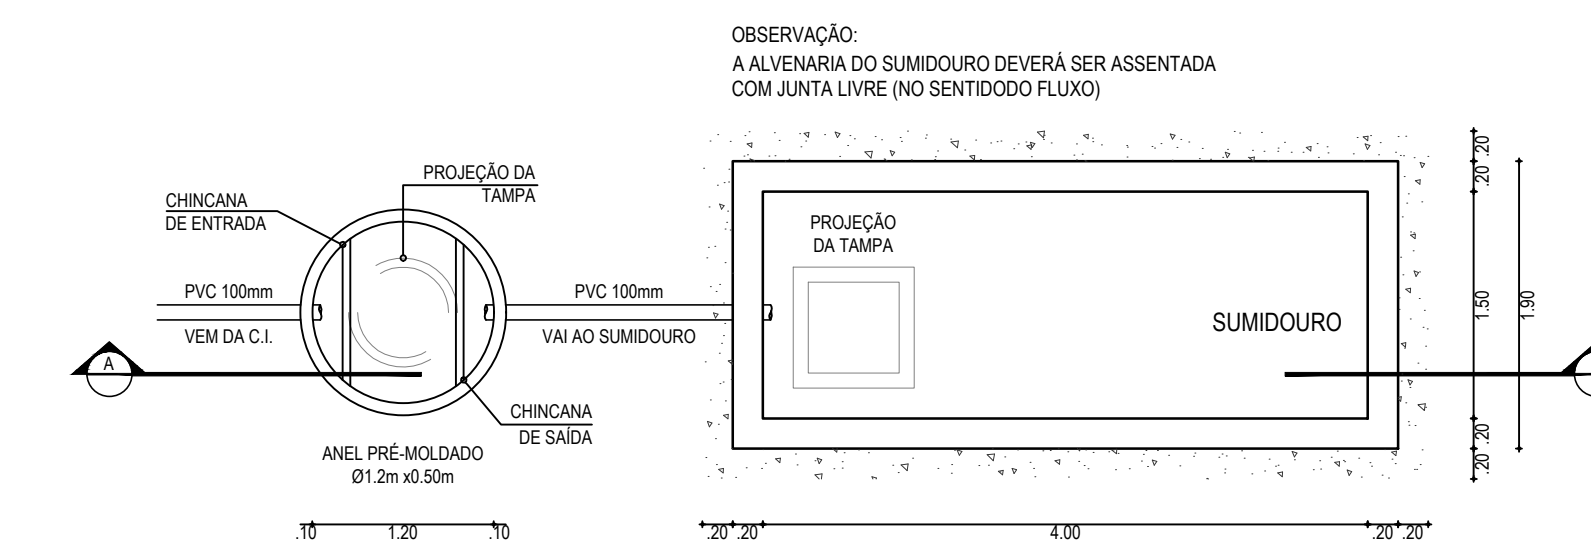 OBSERVAÇÃO:
A ALVENARIA DO SUMIDOURO DEVERÁ SER ASSENTADA
COM JUNTA LIVRE (NO SENTIDODO FLUXO)
PROJEÇÃO DA
TAMPA
CHINCANA
DE ENTRADA
PVC 100mm
VEM DA C.I.
A
PVC 100mm
VAI AO SUMIDOURO
CHINCANA
DE SAÍDA
ANEL PRÉ-MOLDADO
Ø1.2m x0.50m
.10 1.20 .10
PROJEÇÃO
DA TAMPA
SUMIDOURO
.20
.20
1.50
1.90
.20
.20
.20 .20 4.00 .20 .20